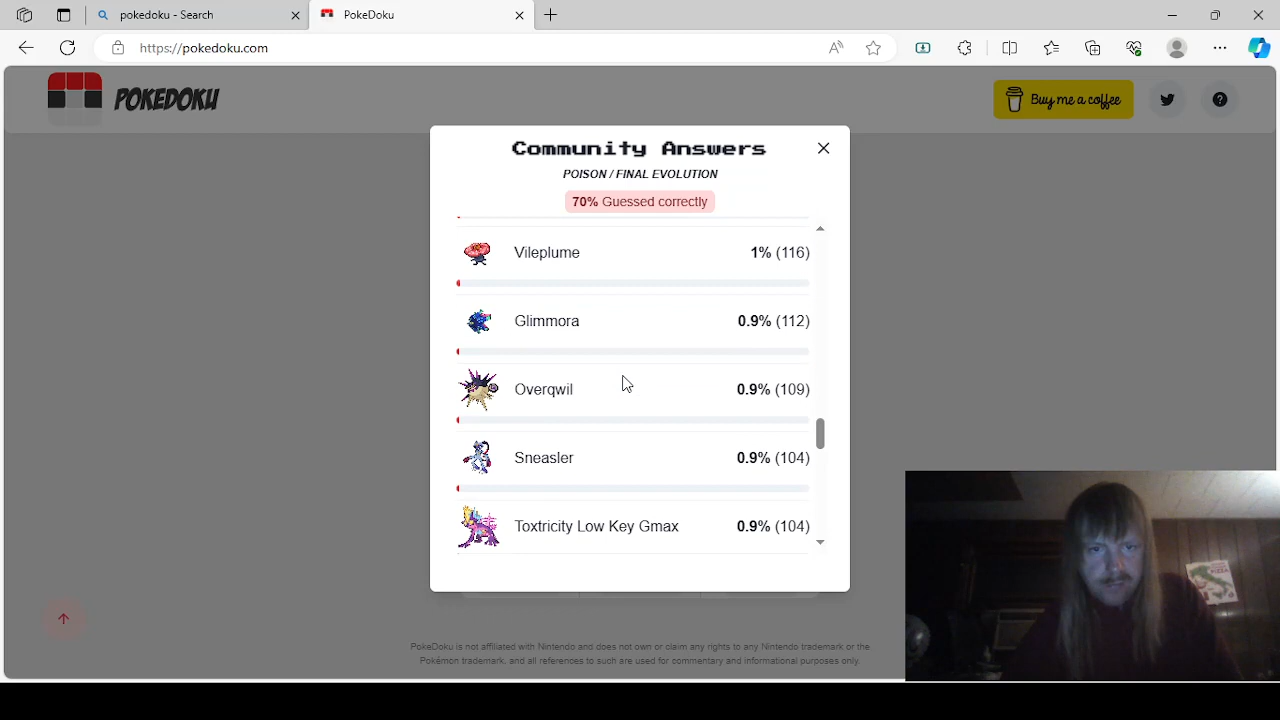 pokedoku - Search
PokeDoku
https://pokedoku.com
POKEDOKU
Buy me a coffee
Community Answers
POISON / FINAL EVOLUTION
70% Guessed correctly
Vileplume 1% (116)
Glimmora 0.9% (112)
Overqwil 0.9% (109)
Sneasler 0.9% (104)
Toxtricity Low Key Gmax 0.9% (104)
PokeDoku is not affiliated with Nintendo and does not own or claim any rights to any Nintendo trademark or the
Pokémon trademark, and all references to such are used for commentary and informational purposes only.
PIZZA